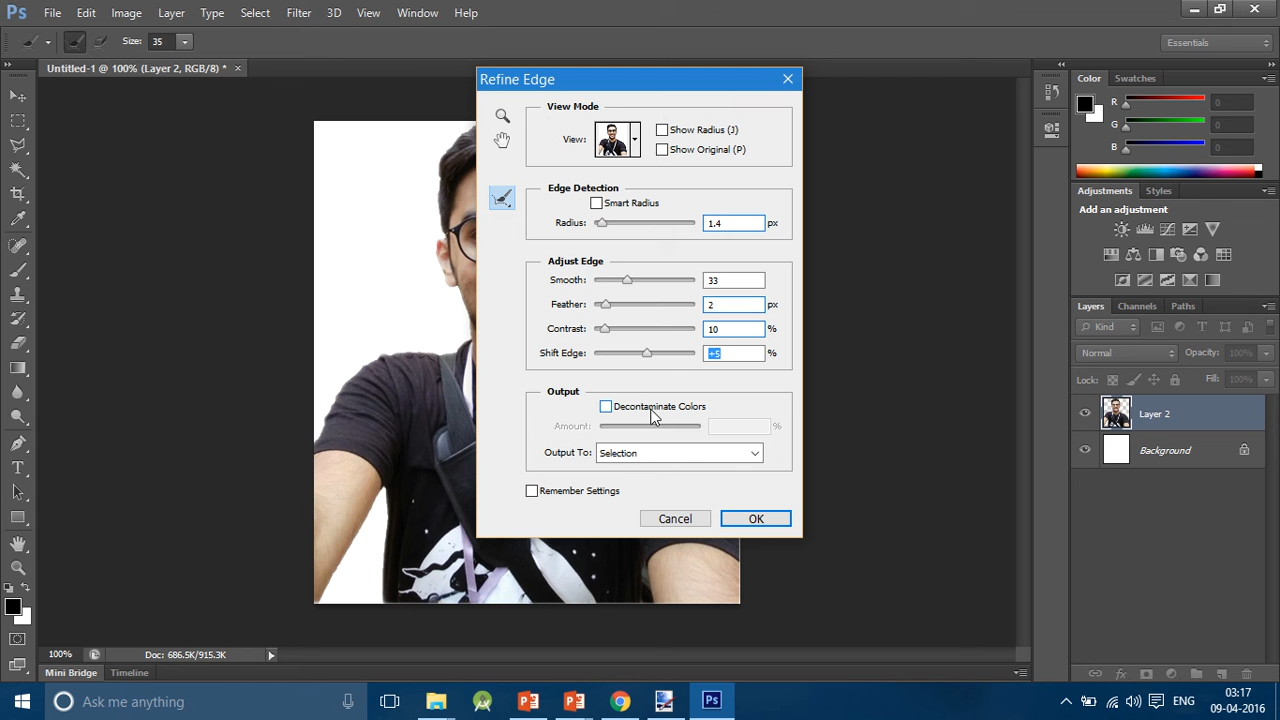 Ps File Edit Image Layer Type Select Filter 3D View Window Help
Size: 35
Essentials
Untitled-1 @ 100% (Layer 2, RGB/8) * ×
Refine Edge
View Mode
View:
Show Radius (J)
Show Original (P)
Edge Detection
Smart Radius
Radius: 1.4 px
Adjust Edge
Smooth: 33
Feather: 2 px
Contrast: 10 %
Shift Edge: +5 %
Output
Decontaminate Colors
Amount: %
Output To: Selection
Remember Settings
Cancel OK
Color Swatches
R 0
G 0
B 0
Adjustments Styles
Add an adjustment
Layers Channels Paths
Kind
Normal Opacity: 100%
Lock: Fill: 100%
Layer 2
Background
fx
100% Doc: 686.5K/915.3K
Mini Bridge Timeline
Ask me anything
Ps
ENG
03:17
09-04-2016